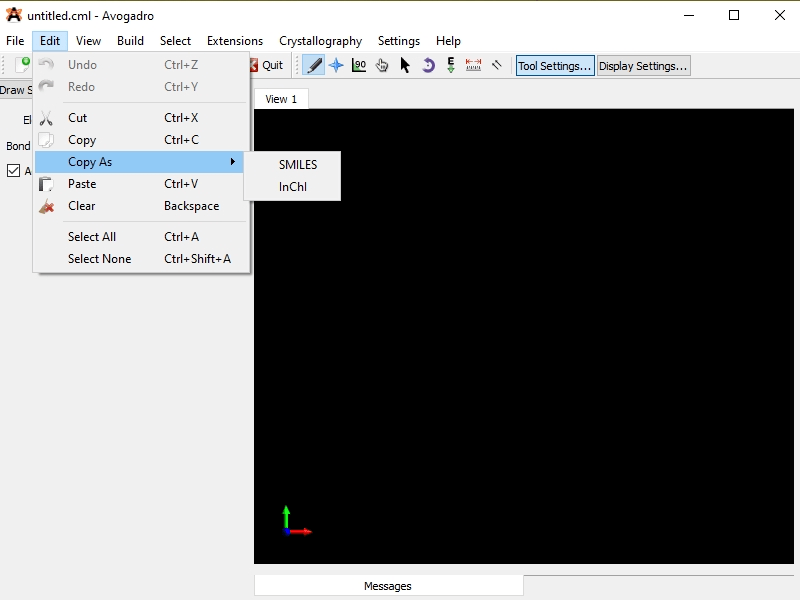 untitled.cml - Avogadro
File Edit View Build Select Extensions Crystallography Settings Help
Quit Tool Settings... Display Settings...
Draw S
View 1
El
Bond
A
Undo Ctrl+Z
Redo Ctrl+Y
Cut Ctrl+X
Copy Ctrl+C
Copy As
SMILES
InChI
Paste Ctrl+V
Clear Backspace
Select All Ctrl+A
Select None Ctrl+Shift+A
Messages